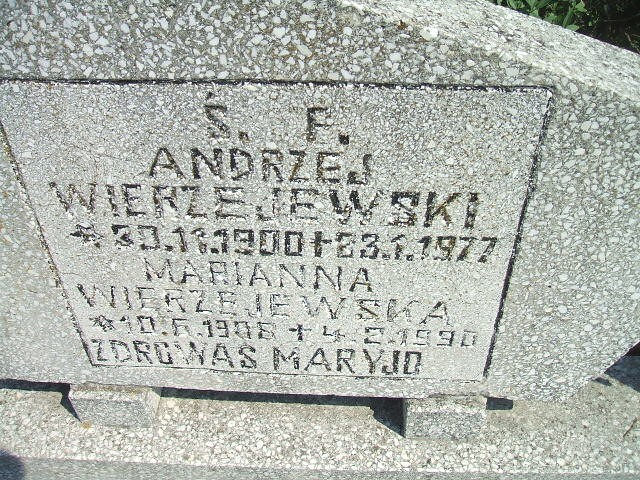 Ś. P.
ANDRZEJ
WIERZEJEWSKI
* 30.11.1900 + 23.1.1977
MARIANNA
WIERZEJEWSKA
* 10.6.1908 + 4.2.1990
ZDROWAŚ MARYJO